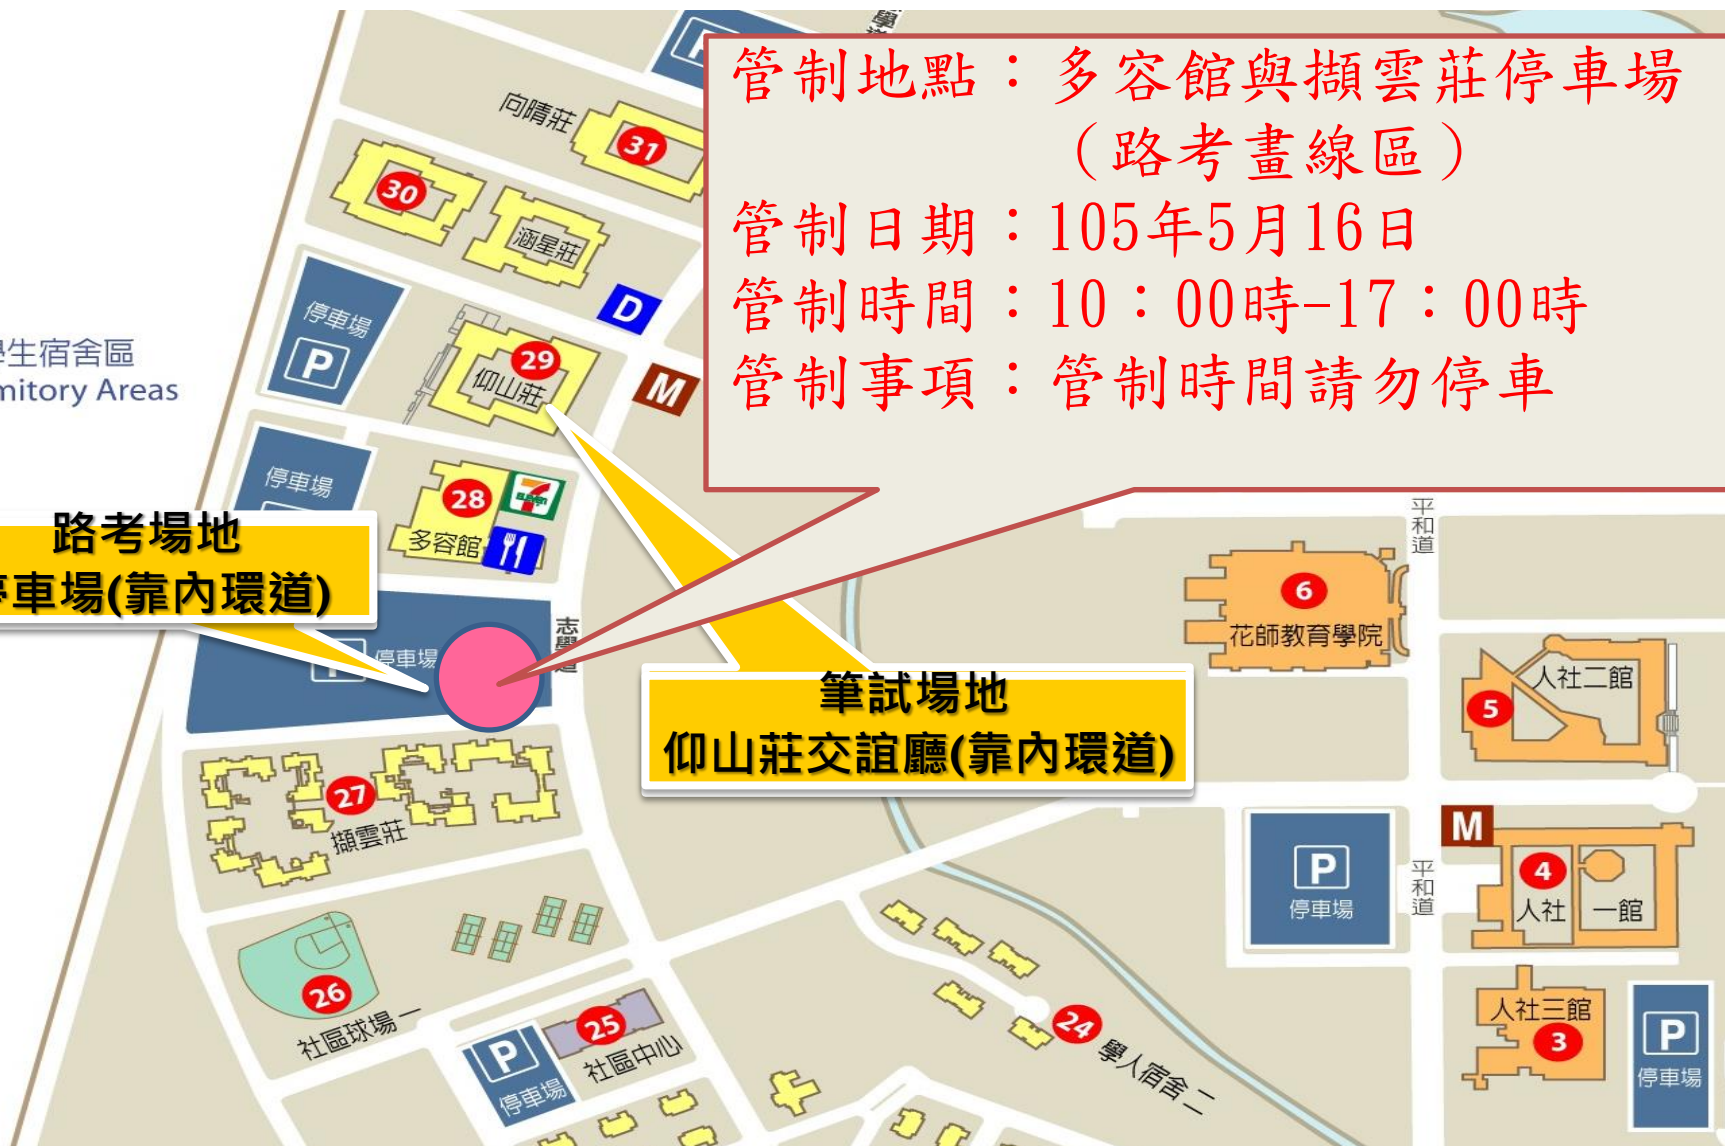 管制地點：多容館與擷雲莊停車場
（路考畫線區）
管制日期：105年5月16日
管制時間：10：00時-17：00時
管制事項：管制時間請勿停車
P
向晴莊
31
30
涵星莊
停車場
P
D
29
仰山莊
M
學生宿舍區
mitory Areas
停車場
28
7
ELEVEN
多容館
路考場地
停車場(靠內環道)
P
停車場
志學道
筆試場地
仰山莊交誼廳(靠內環道)
平和道
6
花師教育學院
人社二館
5
27
擷雲莊
M
P
停車場
平和道
4
人社一館
26
社區球場一
25
社區中心
P
停車場
24
學人宿舍二
人社三館
3
P
停車場